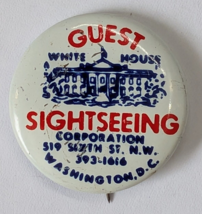 GUEST
WHITE HOUSE
SIGHTSEEING
CORPORATION
519 SIXTH ST. N.W.
393-1616
WASHINGTON, D.C.